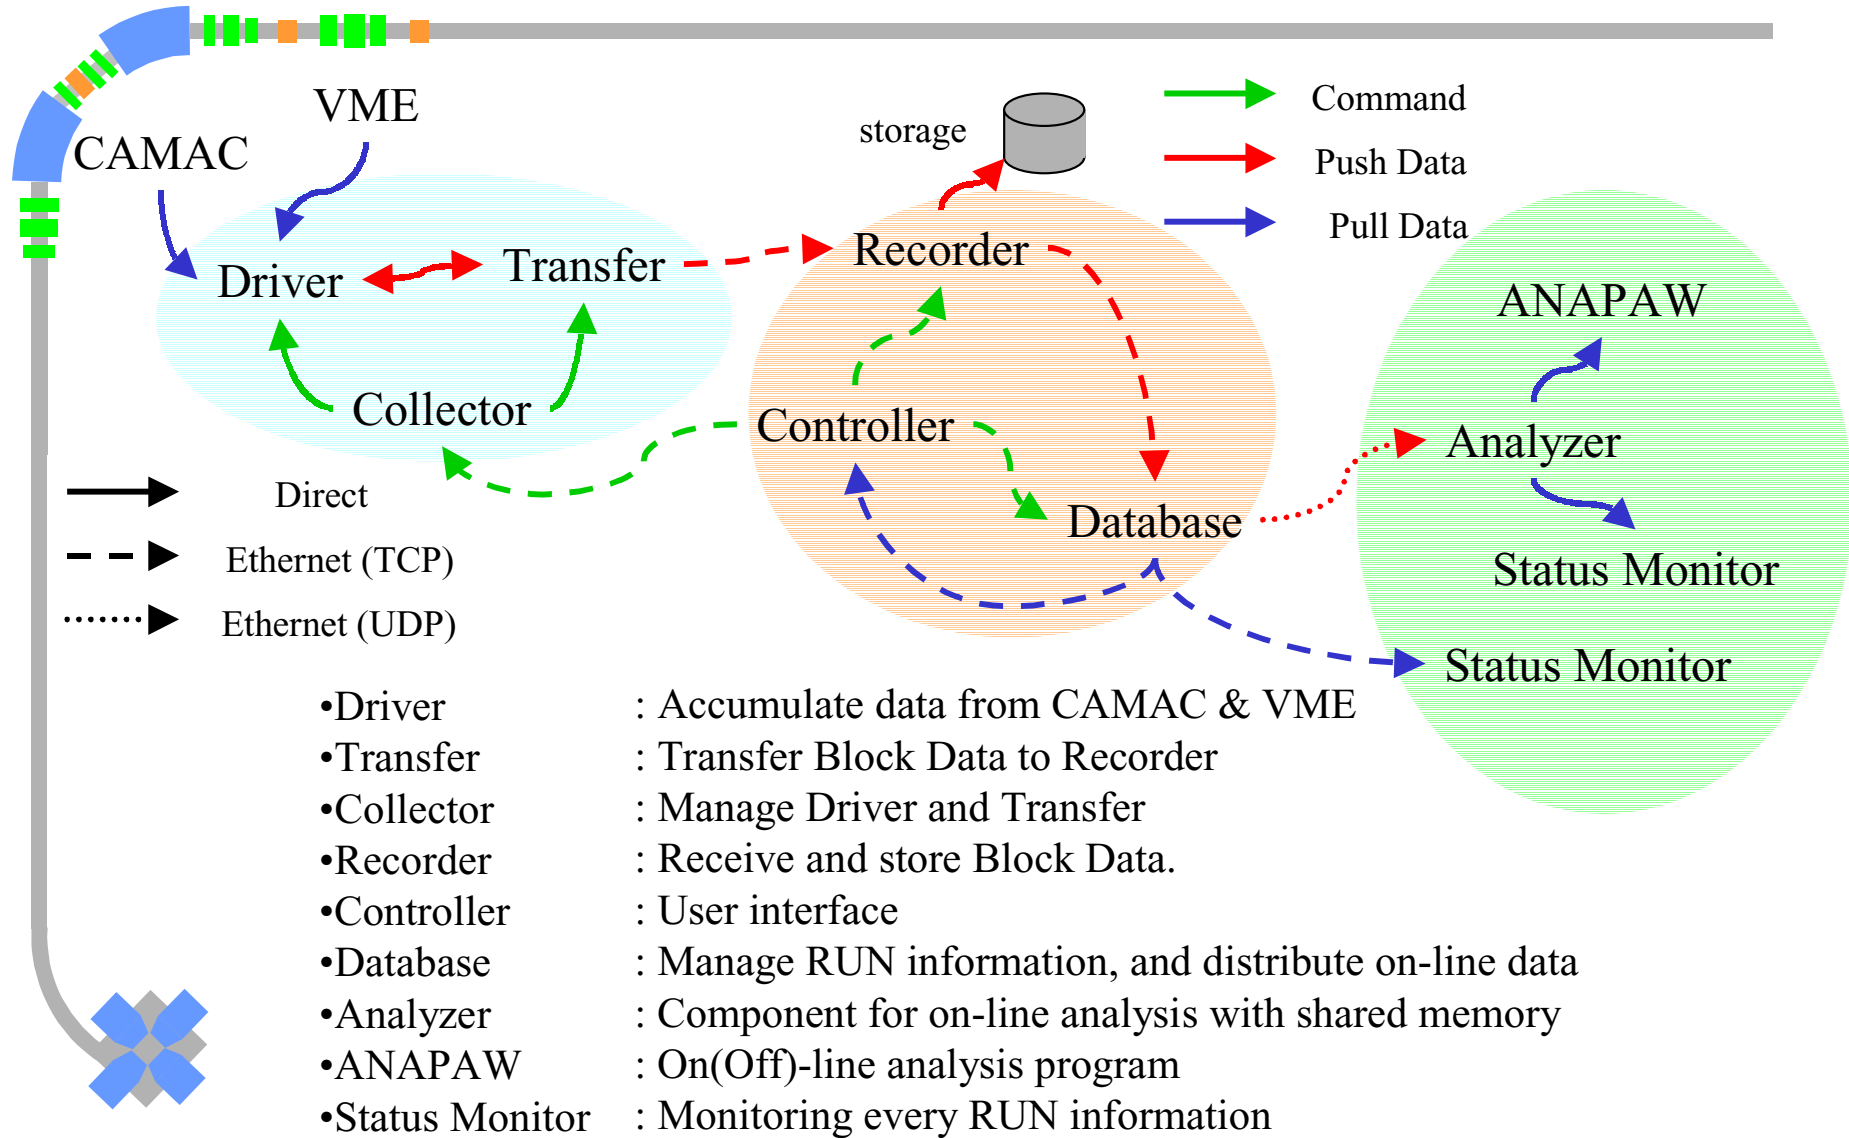 VME
CAMAC
storage
Command
Push Data
Pull Data
Driver
Transfer
Recorder
ANAPAW
Collector
Controller
Analyzer
Database
Status Monitor
Status Monitor
Direct
Ethernet (TCP)
Ethernet (UDP)
•Driver : Accumulate data from CAMAC & VME
•Transfer : Transfer Block Data to Recorder
•Collector : Manage Driver and Transfer
•Recorder : Receive and store Block Data.
•Controller : User interface
•Database : Manage RUN information, and distribute on-line data
•Analyzer : Component for on-line analysis with shared memory
•ANAPAW : On(Off)-line analysis program
•Status Monitor : Monitoring every RUN information